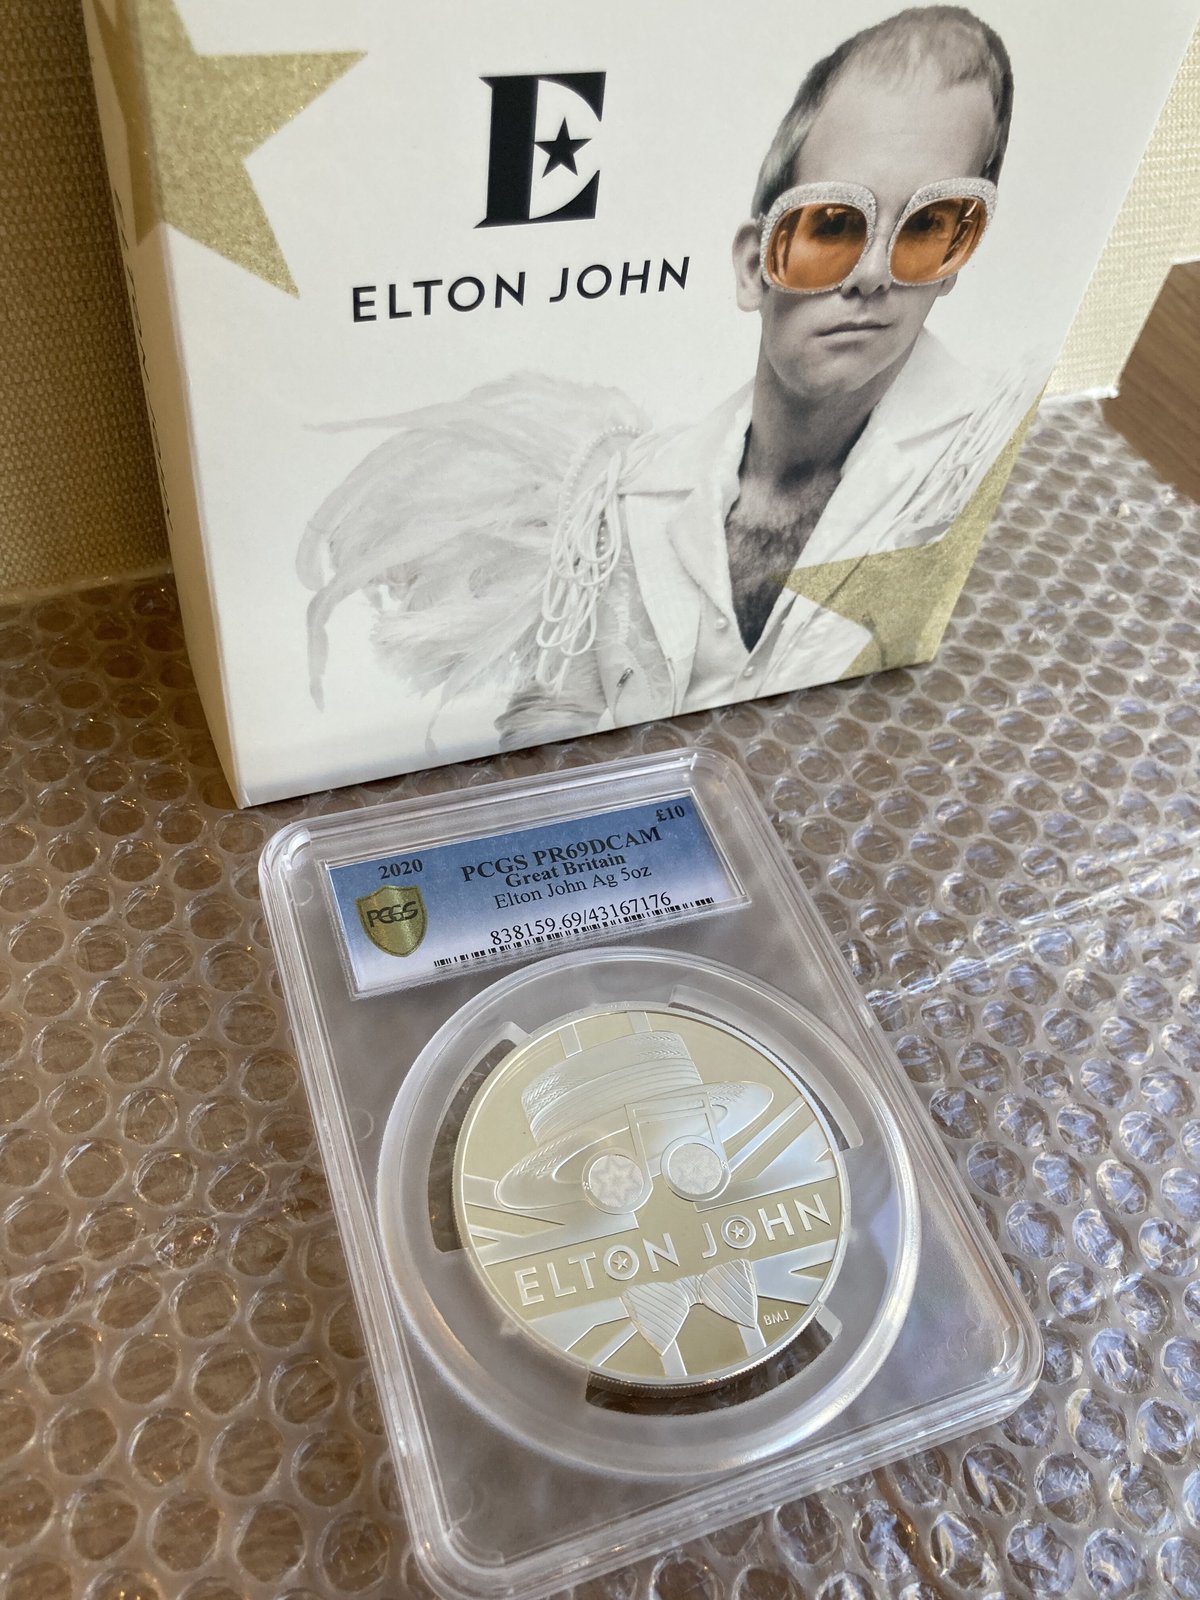 E
ELTON JOHN
2020
£10
PCGS PR69DCAM
Great Britain
Elton John Ag 5oz
838159.69/43167176
PCGS
ELTON JOHN
BMJ